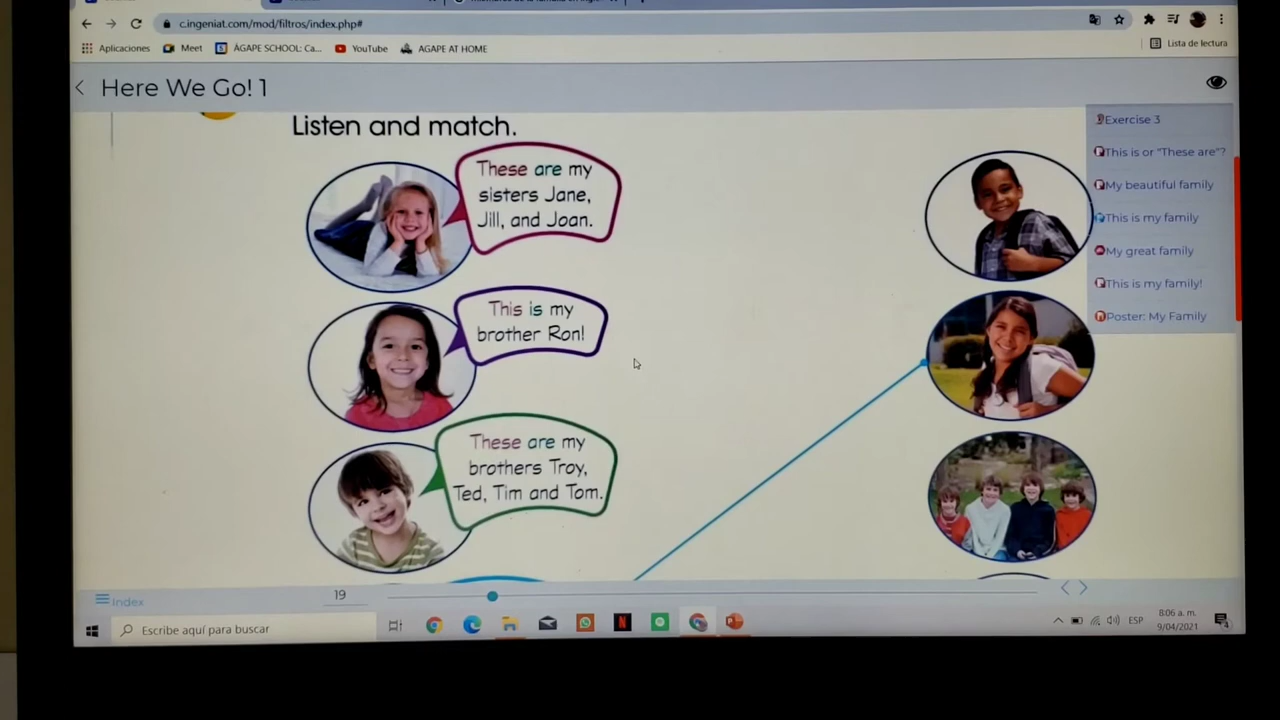 c.ingeniat.com/mod/filtros/index.php#
Aplicaciones
Meet
ÁGAPE SCHOOL: Ca...
YouTube
AGAPE AT HOME
Lista de lectura
Here We Go! 1
Listen and match.
These are my
sisters Jane,
Jill, and Joan.
This is my
brother Ron!
These are my
brothers Troy,
Ted, Tim and Tom.
Exercise 3
This is or "These are"?
My beautiful family
This is my family
My great family
This is my family!
Poster: My Family
Index
19
Escribe aquí para buscar
ESP
8:06 a. m.
9/04/2021